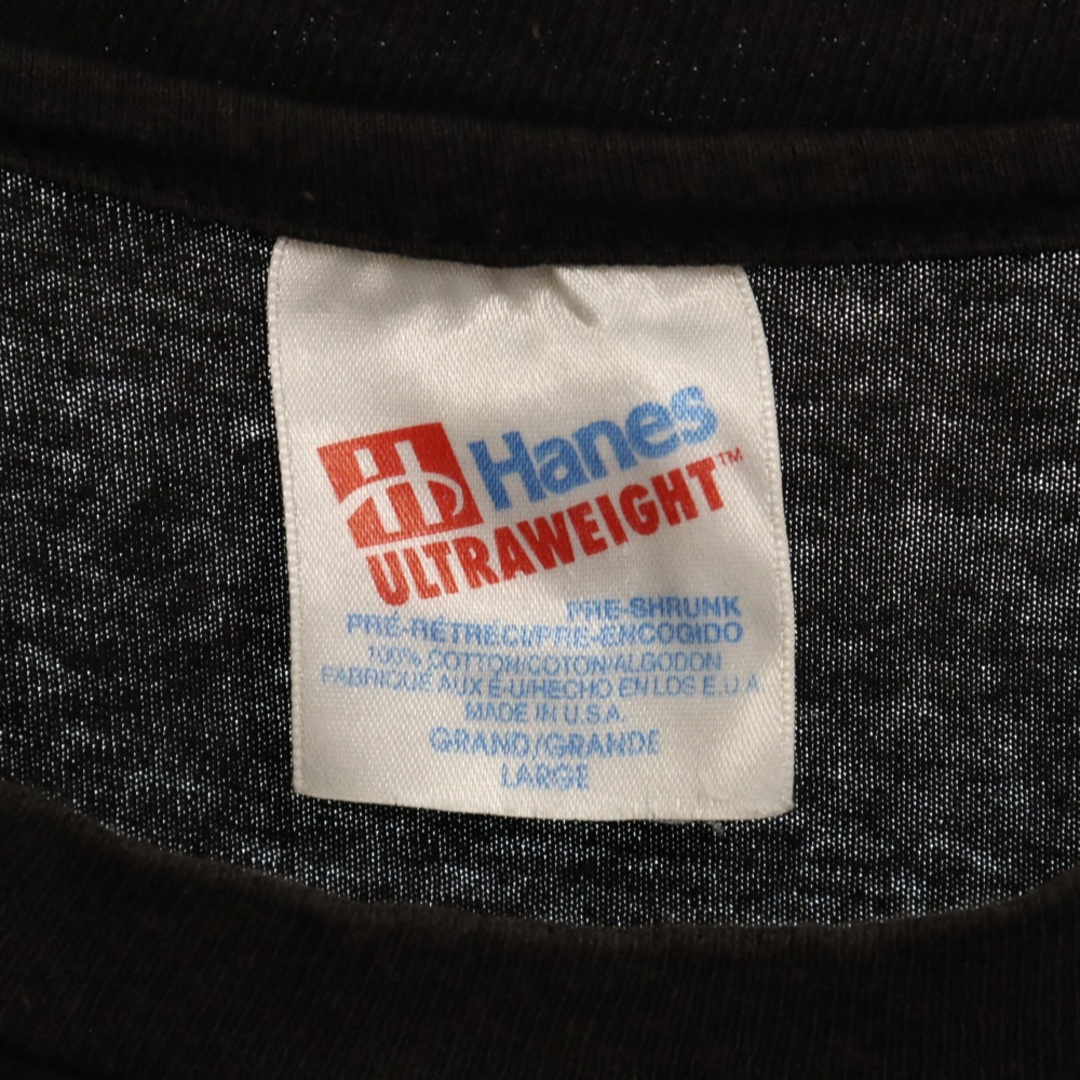 H Hanes
ULTRAWEIGHT™
PRE-SHRUNK
PRÉ-RÉTRÉCI/PRE-ENCOGIDO
100% COTTON/COTON/ALGODON
FABRIQUÉ AUX É-U/HECHO EN LOS E.U.A
MADE IN U.S.A.
GRAND/GRANDE
LARGE